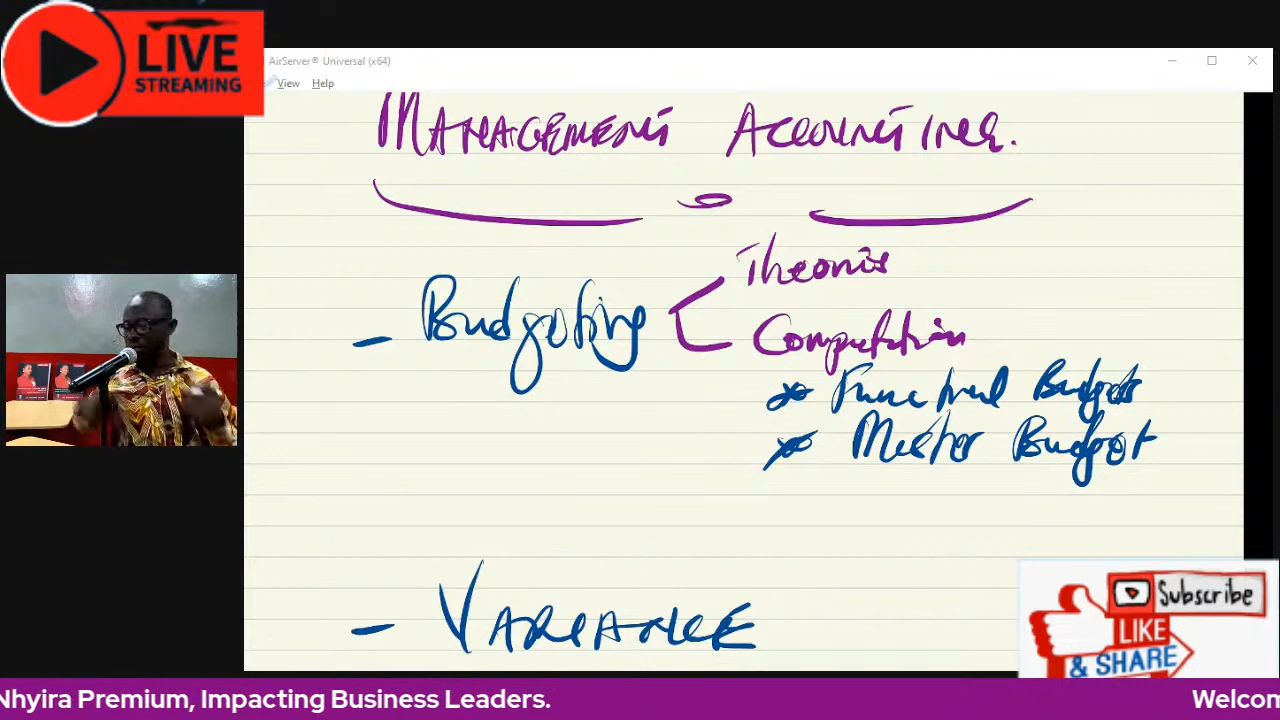 LIVE
STREAMING
AirServer® Universal (x64)
View Help
MANAGEMENT ACCOUNTING.
Theories
- Budgeting
Computation
* Functional Budgets
* Master Budget
- VARIANCE
Subscribe
LIKE
& SHARE
Nhyira Premium, Impacting Business Leaders. Welcom